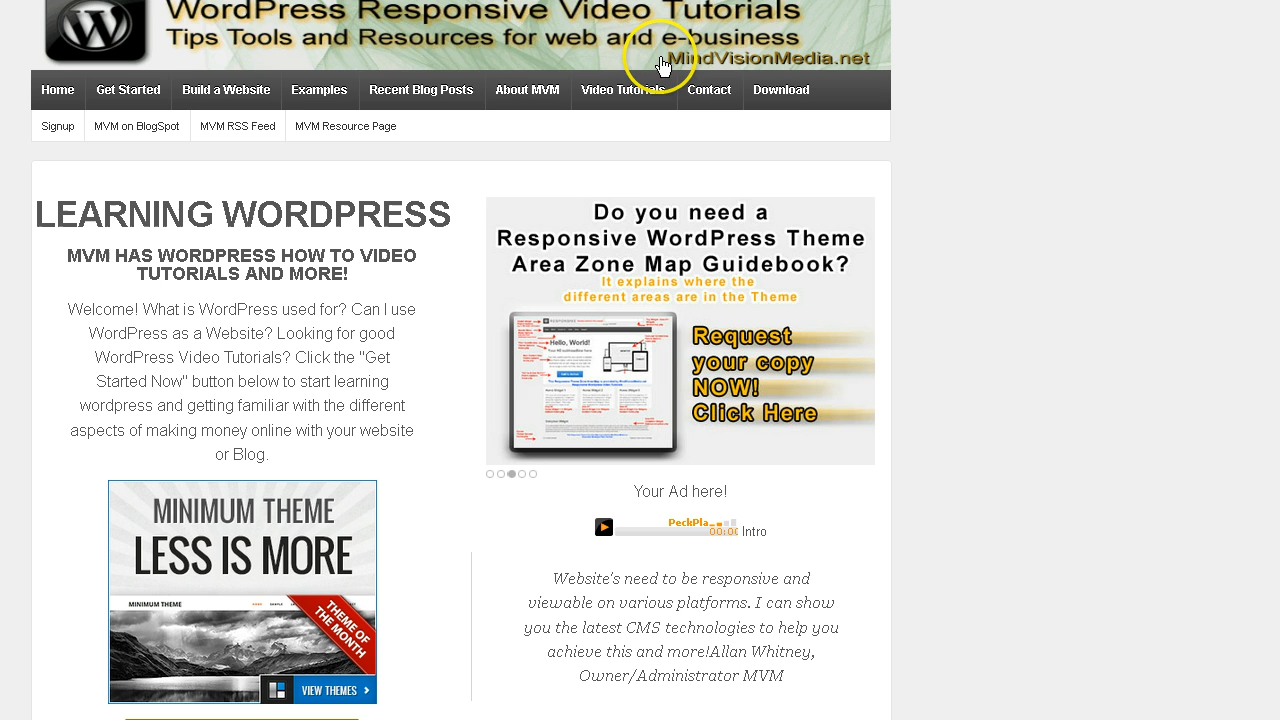 WordPress Responsive Video Tutorials
Tips Tools and Resources for web and e-business
MindVisionMedia.net
Home Get Started Build a Website Examples Recent Blog Posts About MVM Video Tutorials Contact Download
Signup MVM on BlogSpot MVM RSS Feed MVM Resource Page
LEARNING WORDPRESS
MVM HAS WORDPRESS HOW TO VIDEO
TUTORIALS AND MORE!
Welcome! What is WordPress used for? Can I use
WordPress as a Website? Looking for good
WordPress Video Tutorials? Click the "Get
Started Now" button below. Start learning
wordpress and getting familiar with the different
aspects of making money online with your website
or Blog.
MINIMUM THEME
LESS IS MORE
MINIMUM THEME
THEME OF
THE MONTH
VIEW THEMES
Do you need a
Responsive WordPress Theme
Area Zone Map Guidebook?
It explains where the
different areas are in the Theme
Hello, World!
Request
your copy
NOW!
Click Here
Your Ad here!
PeckPla
00:00 Intro
Website's need to be responsive and
viewable on various platforms. I can show
you the latest CMS technologies to help you
achieve this and more!Allan Whitney,
Owner/Administrator MVM